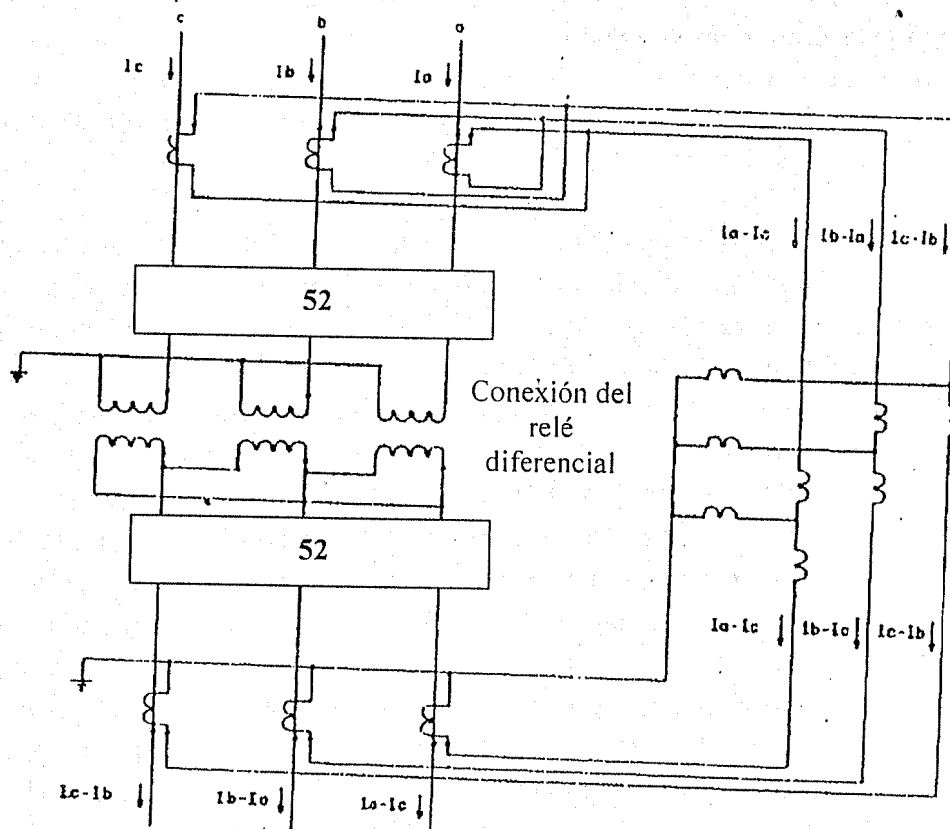 c b a
Ic Ib Ia
Ia-Ic Ib-Ia Ic-Ib
52
Conexión del
relé
diferencial
52
Ia-Ic Ib-Ia Ic-Ib
Ic-Ib Ib-Ia Ia-Ic